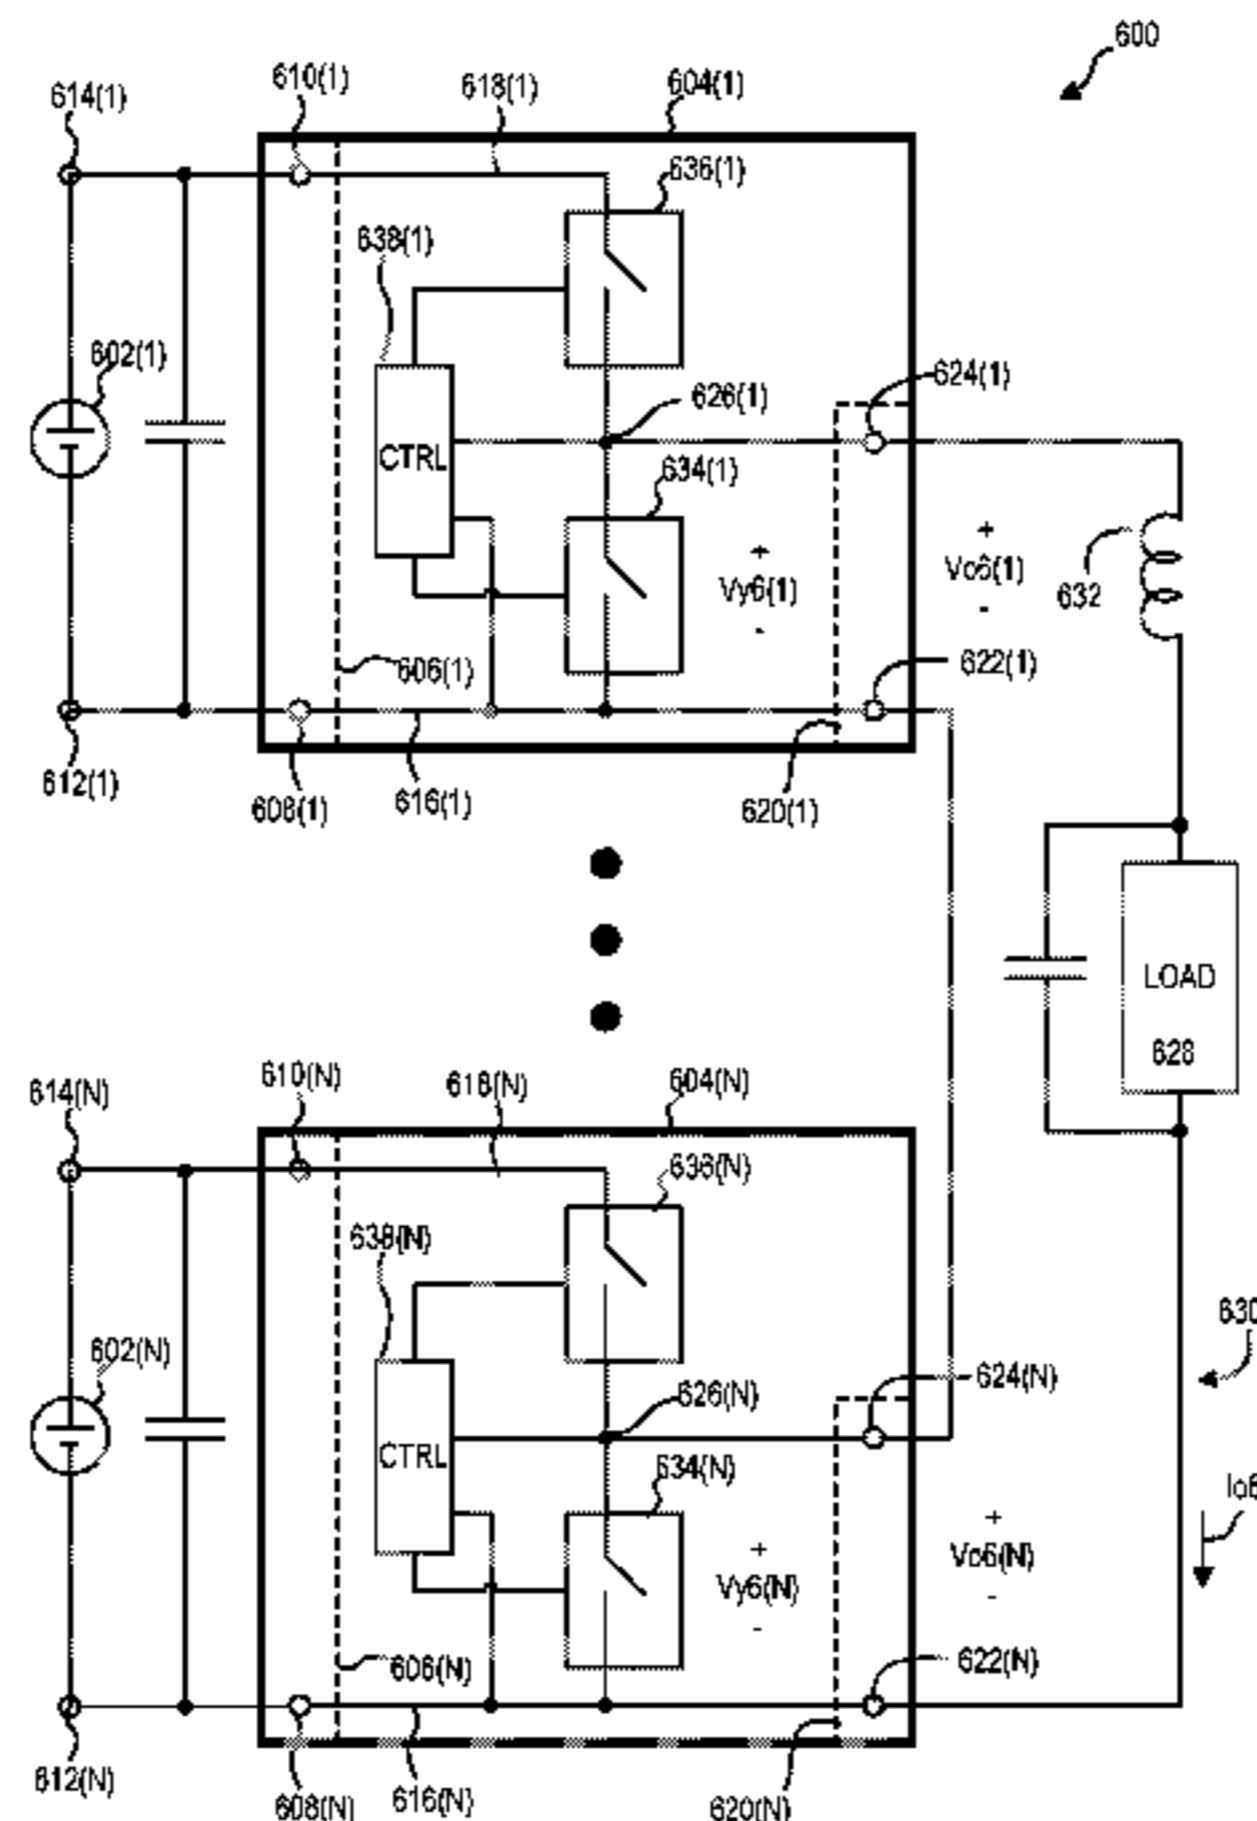 600
610(1)
618(1)
604(1)
614(1)
636(1)
638(1)
602(1)
626(1)
624(1)
CTRL
634(1)
+
Vy6(1)
-
+
Vo6(1)
-
632
606(1)
622(1)
612(1)
608(1)
616(1)
620(1)
LOAD
628
610(N)
618(N)
604(N)
614(N)
636(N)
638(N)
630
602(N)
626(N)
624(N)
CTRL
634(N)
Io6
+
Vy6(N)
-
+
Vo6(N)
-
606(N)
622(N)
612(N)
608(N)
616(N)
620(N)